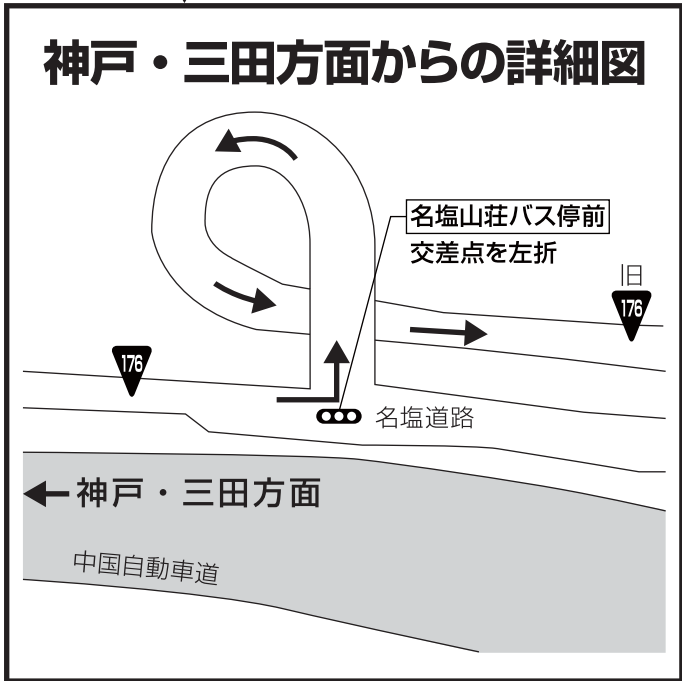 神戸・三田方面からの詳細図
名塩山荘バス停前
交差点を左折
旧
176
176
名塩道路
神戸・三田方面
中国自動車道